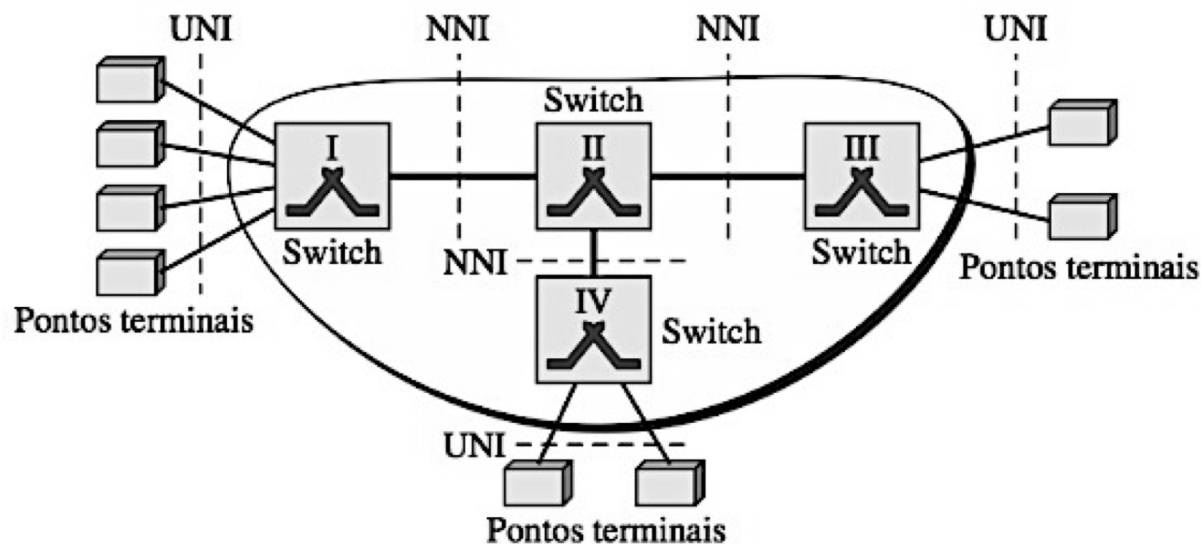 UNI
NNI
NNI
UNI
Switch
I
II
III
Switch
Switch
Pontos terminais
Pontos terminais
NNI
IV
Switch
UNI
Pontos terminais